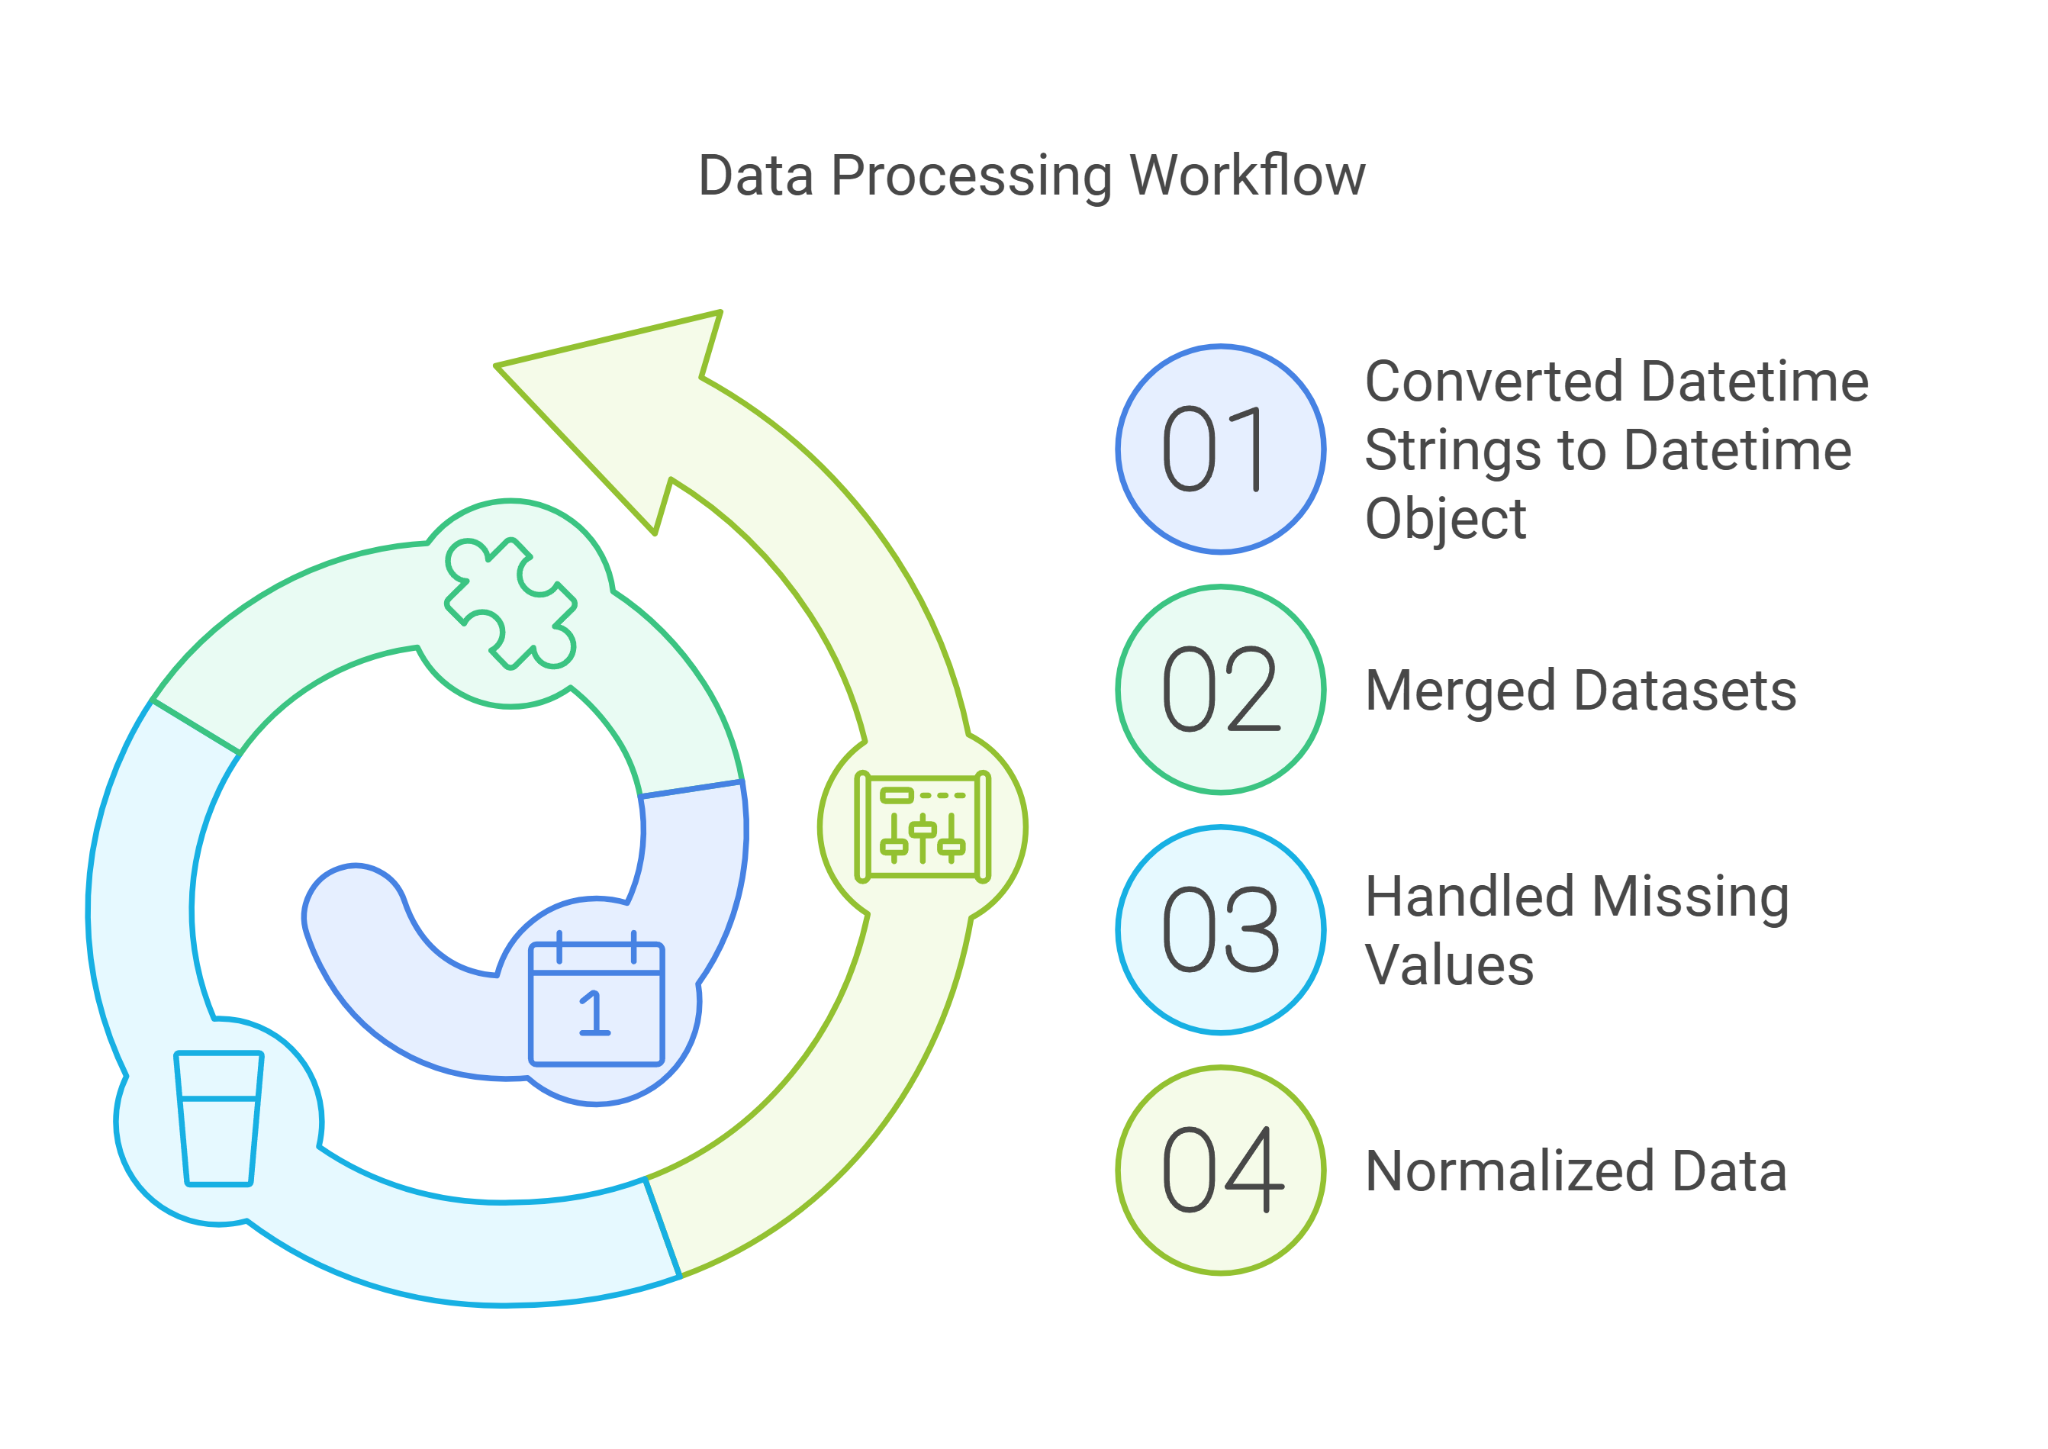 Data Processing Workflow
01
Converted Datetime
Strings to Datetime
Object
02
Merged Datasets
03
Handled Missing
Values
04
Normalized Data
1